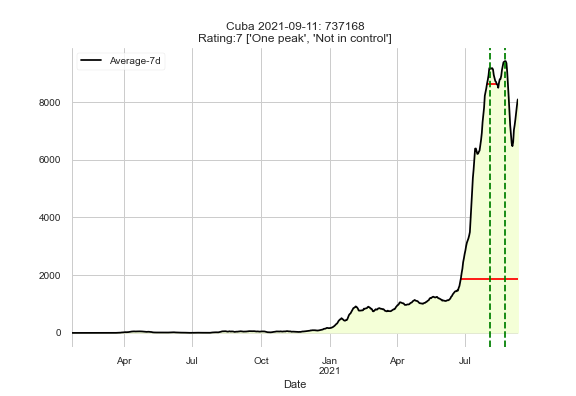 Cuba 2021-09-11: 737168
Rating:7 ['One peak', 'Not in control']
Average-7d
8000
6000
4000
2000
0
Apr Jul Oct Jan Apr Jul
2021
Date